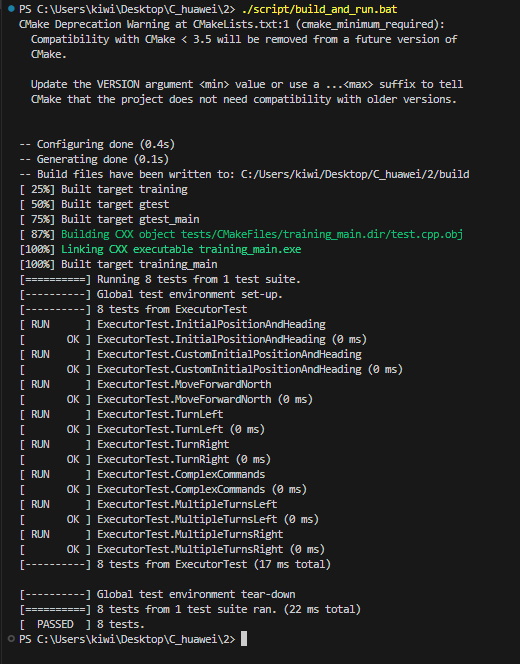 PS C:\Users\kiwi\Desktop\C_huawei\2> ./script/build_and_run.bat
CMake Deprecation Warning at CMakeLists.txt:1 (cmake_minimum_required):
  Compatibility with CMake < 3.5 will be removed from a future version of
  CMake.

  Update the VERSION argument <min> value or use a ...<max> suffix to tell
  CMake that the project does not need compatibility with older versions.

-- Configuring done (0.4s)
-- Generating done (0.1s)
-- Build files have been written to: C:/Users/kiwi/Desktop/C_huawei/2/build
[ 25%] Built target training
[ 50%] Built target gtest
[ 75%] Built target gtest_main
[ 87%] Building CXX object tests/CMakeFiles/training_main.dir/test.cpp.obj
[100%] Linking CXX executable training_main.exe
[100%] Built target training_main
[==========] Running 8 tests from 1 test suite.
[----------] Global test environment set-up.
[----------] 8 tests from ExecutorTest
[ RUN      ] ExecutorTest.InitialPositionAndHeading
[       OK ] ExecutorTest.InitialPositionAndHeading (0 ms)
[ RUN      ] ExecutorTest.CustomInitialPositionAndHeading
[       OK ] ExecutorTest.CustomInitialPositionAndHeading (0 ms)
[ RUN      ] ExecutorTest.MoveForwardNorth
[       OK ] ExecutorTest.MoveForwardNorth (0 ms)
[ RUN      ] ExecutorTest.TurnLeft
[       OK ] ExecutorTest.TurnLeft (0 ms)
[ RUN      ] ExecutorTest.TurnRight
[       OK ] ExecutorTest.TurnRight (0 ms)
[ RUN      ] ExecutorTest.ComplexCommands
[       OK ] ExecutorTest.ComplexCommands (0 ms)
[ RUN      ] ExecutorTest.MultipleTurnsLeft
[       OK ] ExecutorTest.MultipleTurnsLeft (0 ms)
[ RUN      ] ExecutorTest.MultipleTurnsRight
[       OK ] ExecutorTest.MultipleTurnsRight (0 ms)
[----------] 8 tests from ExecutorTest (17 ms total)

[----------] Global test environment tear-down
[==========] 8 tests from 1 test suite ran. (22 ms total)
[  PASSED  ] 8 tests.
PS C:\Users\kiwi\Desktop\C_huawei\2>